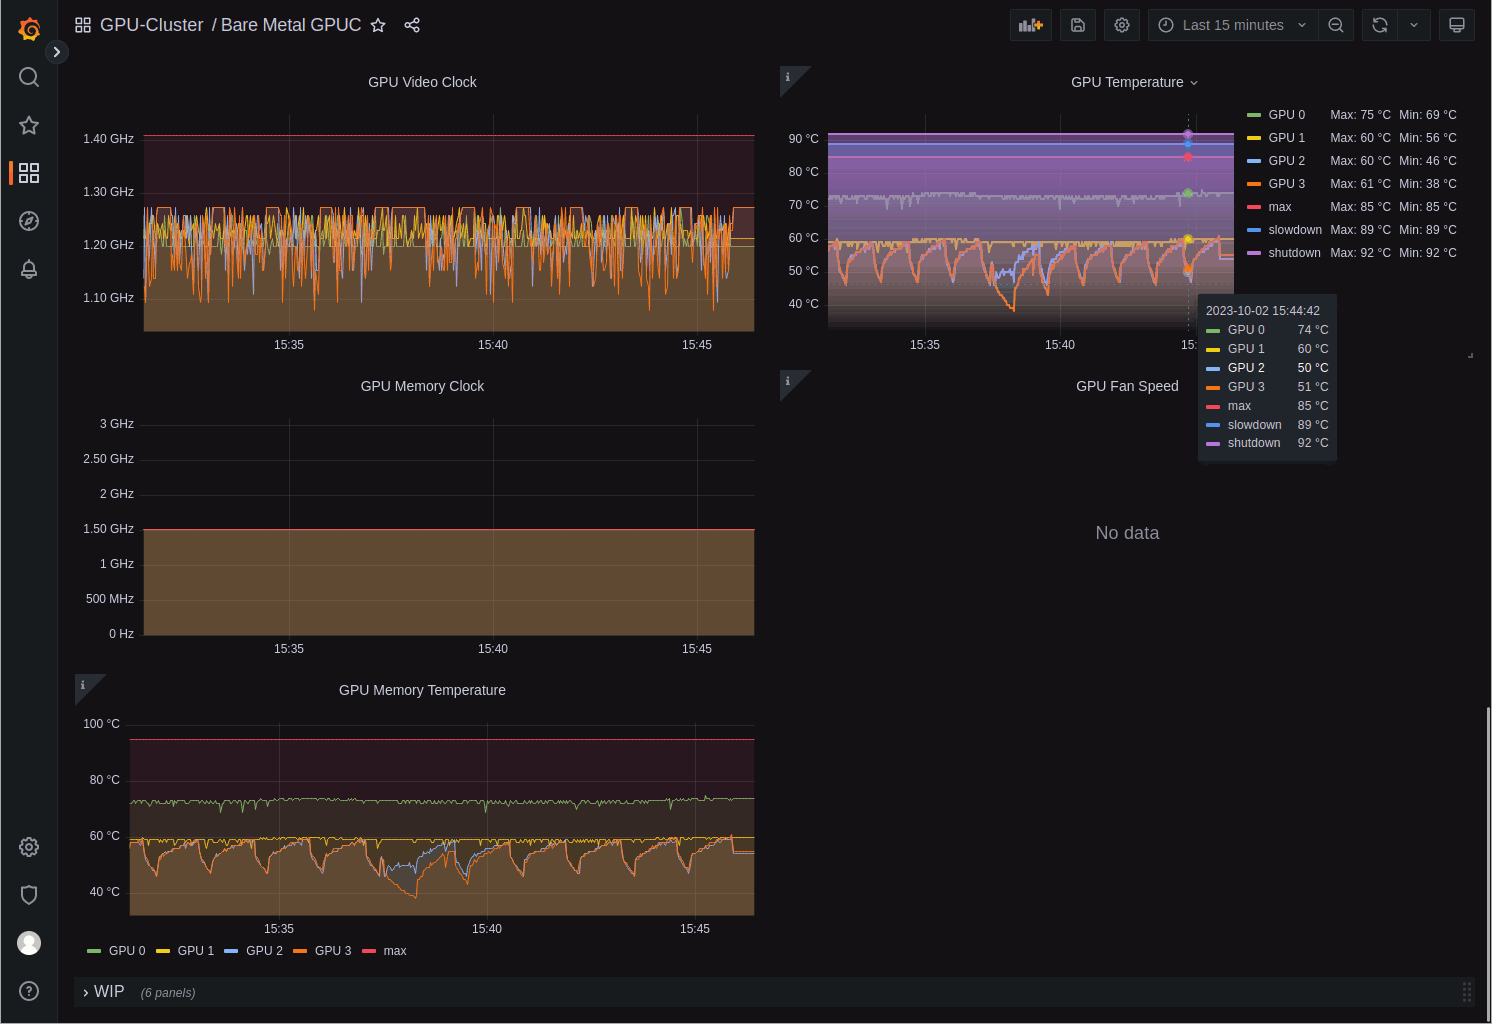 GPU-Cluster / Bare Metal GPUC
Last 15 minutes
GPU Video Clock
1.40 GHz
1.30 GHz
1.20 GHz
1.10 GHz
15:35 15:40 15:45
GPU Temperature
90 °C
80 °C
70 °C
60 °C
50 °C
40 °C
15:35 15:40 15:
GPU 0 Max: 75 °C Min: 69 °C
GPU 1 Max: 60 °C Min: 56 °C
GPU 2 Max: 60 °C Min: 46 °C
GPU 3 Max: 61 °C Min: 38 °C
max Max: 85 °C Min: 85 °C
slowdown Max: 89 °C Min: 89 °C
shutdown Max: 92 °C Min: 92 °C
2023-10-02 15:44:42
GPU 0 74 °C
GPU 1 60 °C
GPU 2 50 °C
GPU 3 51 °C
max 85 °C
slowdown 89 °C
shutdown 92 °C
GPU Memory Clock
3 GHz
2.50 GHz
2 GHz
1.50 GHz
1 GHz
500 MHz
0 Hz
15:35 15:40 15:45
GPU Fan Speed
No data
GPU Memory Temperature
100 °C
80 °C
60 °C
40 °C
15:35 15:40 15:45
GPU 0 GPU 1 GPU 2 GPU 3 max
WIP (6 panels)